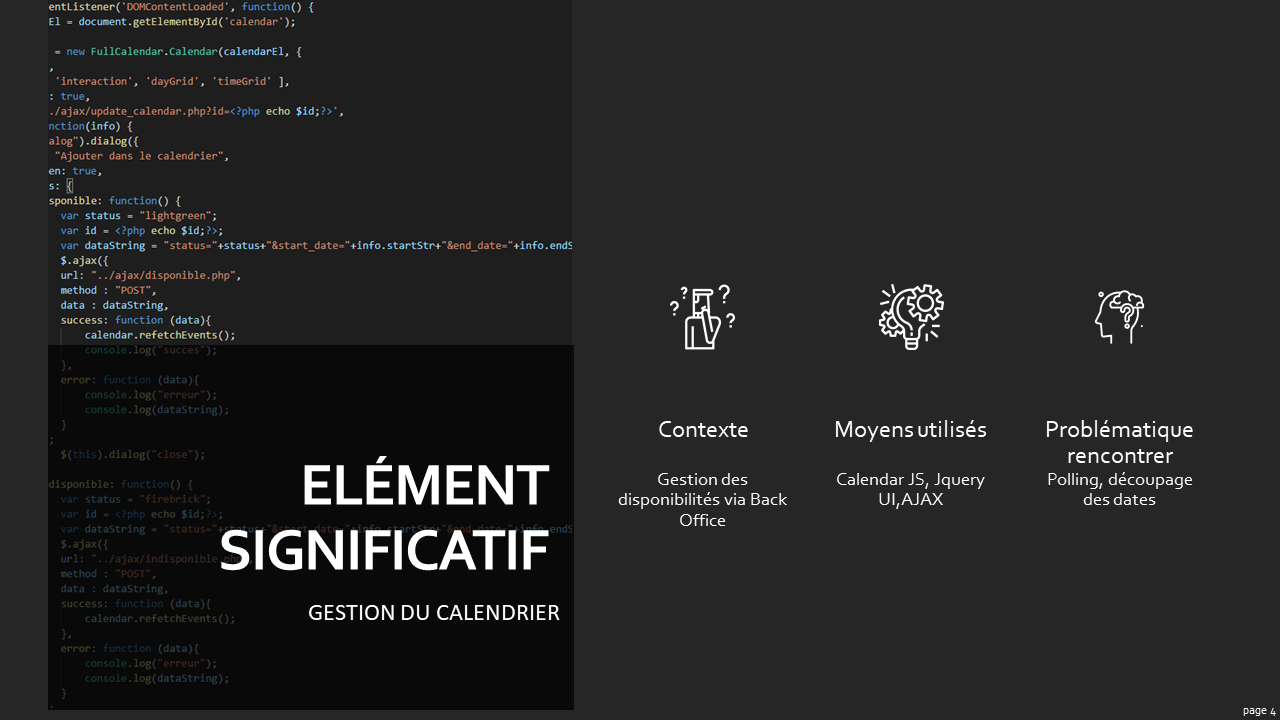 entListener('DOMContentLoaded', function() {
El = document.getElementById('calendar');
= new FullCalendar.Calendar(calendarEl, {
,
'interaction', 'dayGrid', 'timeGrid' ],
: true,
./ajax/update_calendar.php?id=<?php echo $id;?>',
nction(info) {
alog").dialog({
"Ajouter dans le calendrier",
en: true,
s: {
sponible: function() {
var status = "lightgreen";
var id = <?php echo $id;?>;
var dataString = "status="+status+"&start_date="+info.startStr+"&end_date="+info.endS
$.ajax({
url: "../ajax/disponible.php",
method : "POST",
data : dataString,
success: function (data){
calendar.refetchEvents();
console.log("succes");
},
error: function (data){
console.log("erreur");
console.log(dataString);
}
;
$(this).dialog("close");
disponible: function() {
var status = "firebrick";
var id = <?php echo $id;?>;
var dataString = "status="+status+"&start_date="+info.startStr+"&end_date="+info.endS
$.ajax({
url: "../ajax/indisponible.php",
method : "POST",
data : dataString,
success: function (data){
calendar.refetchEvents();
},
error: function (data){
console.log("erreur");
console.log(dataString);
}
ELÉMENT
SIGNIFICATIF
GESTION DU CALENDRIER
Contexte
Gestion des
disponibilités via Back
Office
Moyens utilisés
Calendar JS, Jquery
UI,AJAX
Problématique
rencontrer
Polling, découpage
des dates
page 4